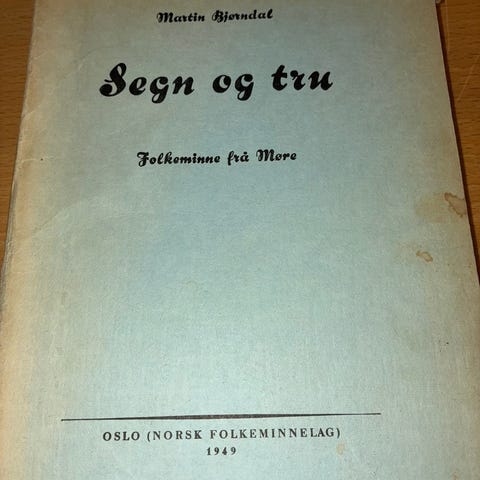 Martin Bjørndal
Segn og tru
Folkeminne frå Møre
OSLO (NORSK FOLKEMINNELAG)
1949